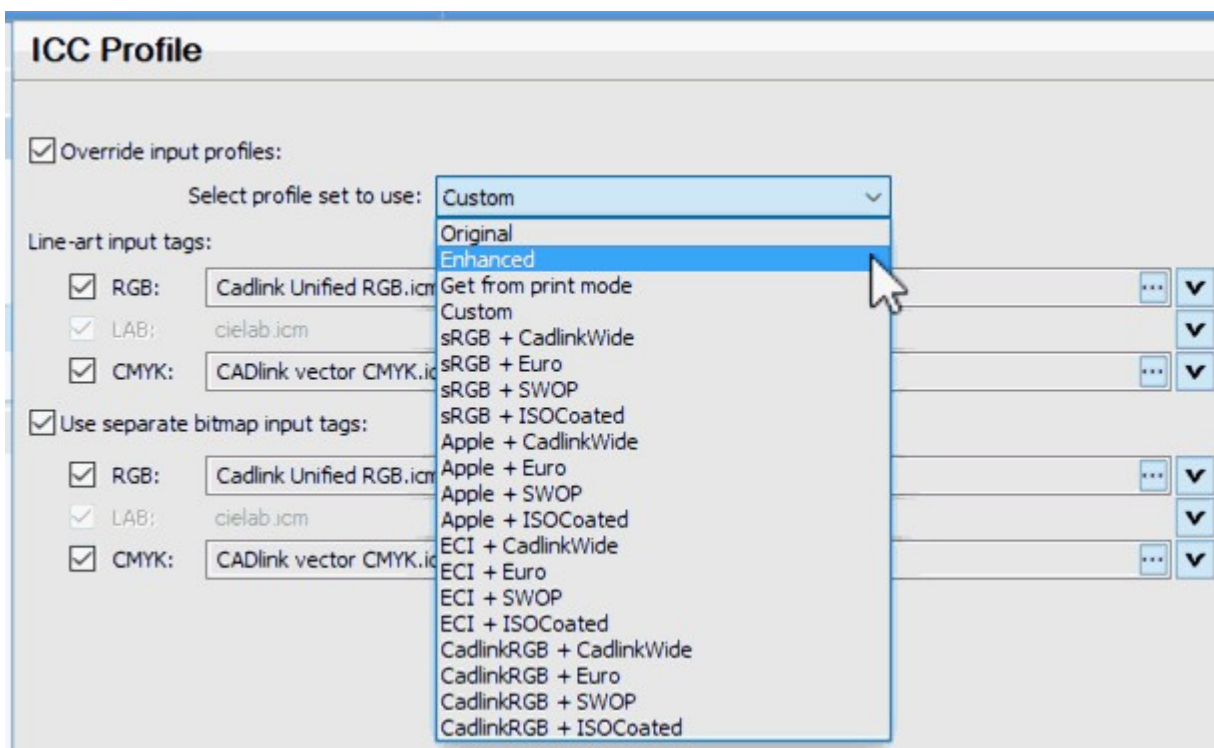 ICC Profile
Override input profiles:
Select profile set to use: Custom
Original
Line-art input tags:
Enhanced
RGB: Cadlink Unified RGB.icm
Get from print mode
Custom
LAB: cielab.icm
sRGB + CadlinkWide
sRGB + Euro
CMYK: CADlink vector CMYK.ic
sRGB + SWOP
sRGB + ISOCoated
Use separate bitmap input tags:
Apple + CadlinkWide
Apple + Euro
RGB: Cadlink Unified RGB.icm
Apple + SWOP
Apple + ISOCoated
LAB: cielab.icm
ECI + CadlinkWide
CMYK: CADlink vector CMYK.ic
ECI + Euro
ECI + SWOP
ECI + ISOCoated
CadlinkRGB + CadlinkWide
CadlinkRGB + Euro
CadlinkRGB + SWOP
CadlinkRGB + ISOCoated